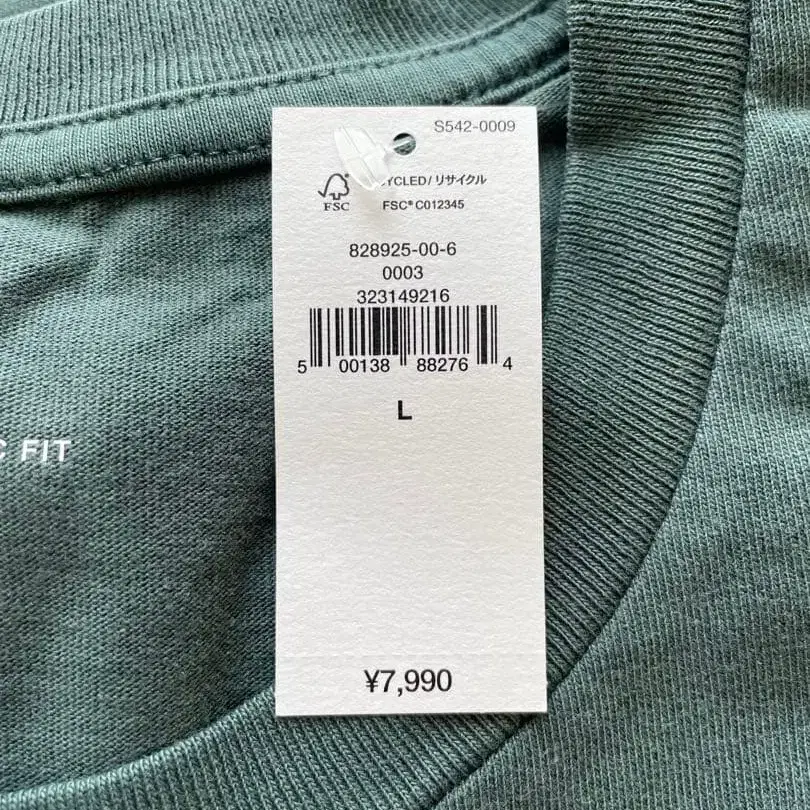 S542-0009
CYCLED/リサイクル
FSC
FSC® C012345
828925-00-6
0003
323149216
5 00138 88276 4
L
C FIT
¥7,990